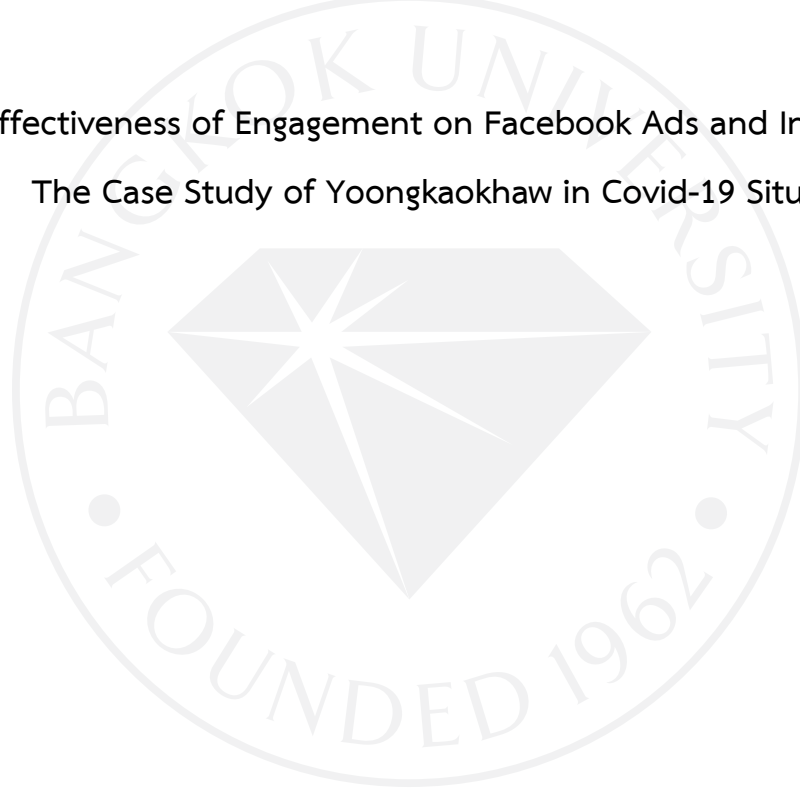 ffectiveness of Engagement on Facebook Ads and In
The Case Study of Yoongkaokhaw in Covid-19 Situ
BANGKOK UNIVERSITY
FOUNDED 1962